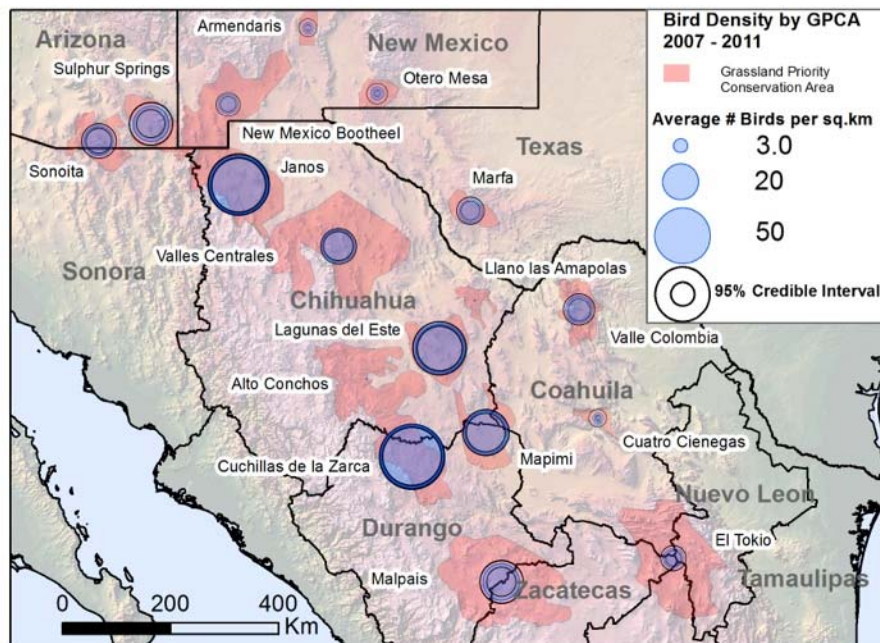 Bird Density by GPCA
2007 - 2011
Grassland Priority
Conservation Area
Average # Birds per sq.km
3.0
20
50
95% Credible Interval
Arizona
Armendaris
New Mexico
Sulphur Springs
Otero Mesa
New Mexico Bootheel
Texas
Sonoita
Janos
Marfa
Valles Centrales
Sonora
Llano las Amapolas
Chihuahua
Lagunas del Este
Valle Colombia
Alto Conchos
Coahuila
Cuatro Cienegas
Cuchillas de la Zarca
Mapimi
Nuevo Leon
Durango
El Tokio
Malpais
Zacatecas
Tamaulipas
0 200 400
Km